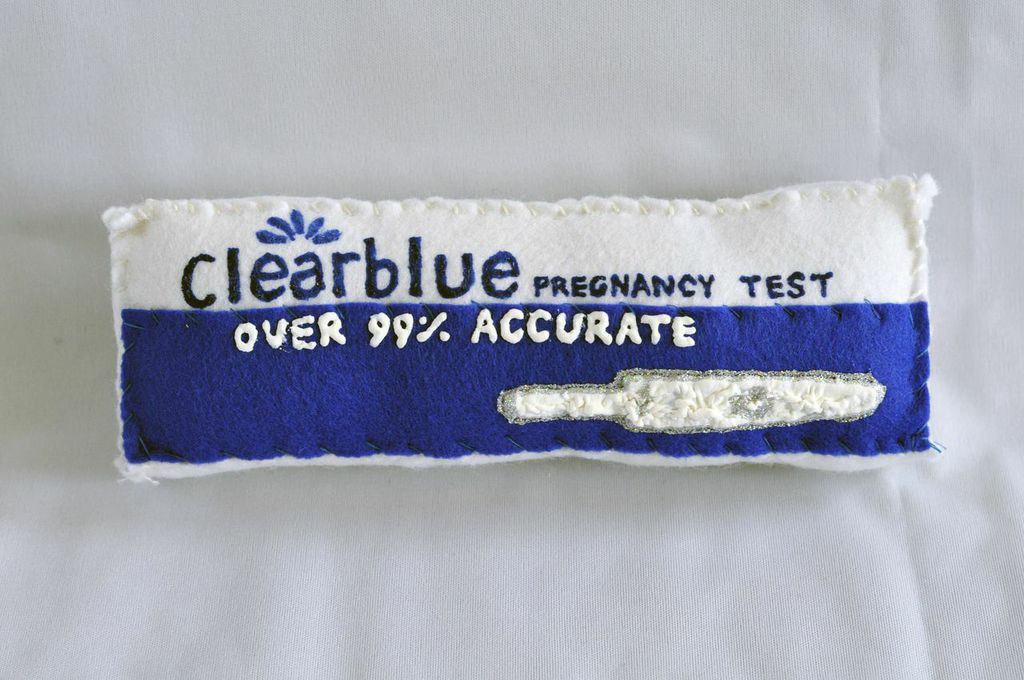 clearblue PREGNANCY TEST
OVER 99% ACCURATE